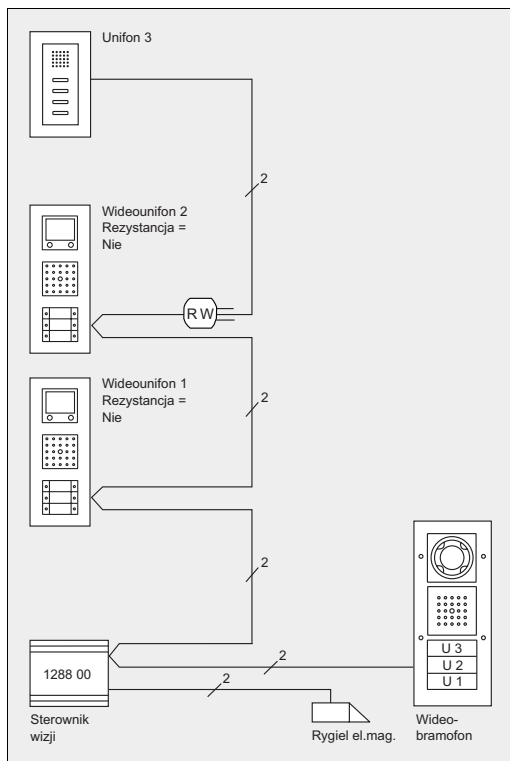 Unifon 3
2
Wideounifon 2
Rezystancja =
Nie
R W
Wideounifon 1
Rezystancja =
Nie
2
2
1288 00
2
2
U 3
U 2
U 1
Sterownik
wizji
Rygiel el.mag.
Wideo-
bramofon